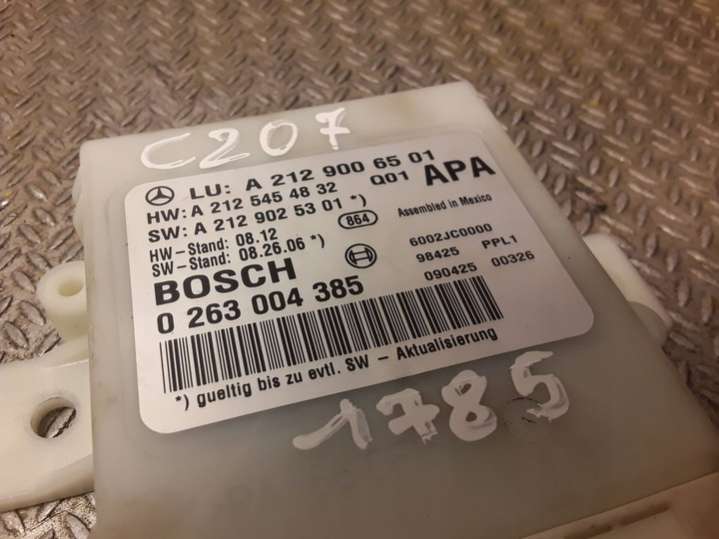 C207
LU: A 212 900 65 01
HW: A 212 545 48 32 Q01 APA
SW: A 212 902 53 01 *) 864 Assembled in Mexico
HW-Stand: 08.12
SW-Stand: 08.26.06 *) 6002JC0000
BOSCH 98425 PPL1
0 263 004 385 090425 00326
*) gueltig bis zu evtl. SW - Aktualisierung
1785